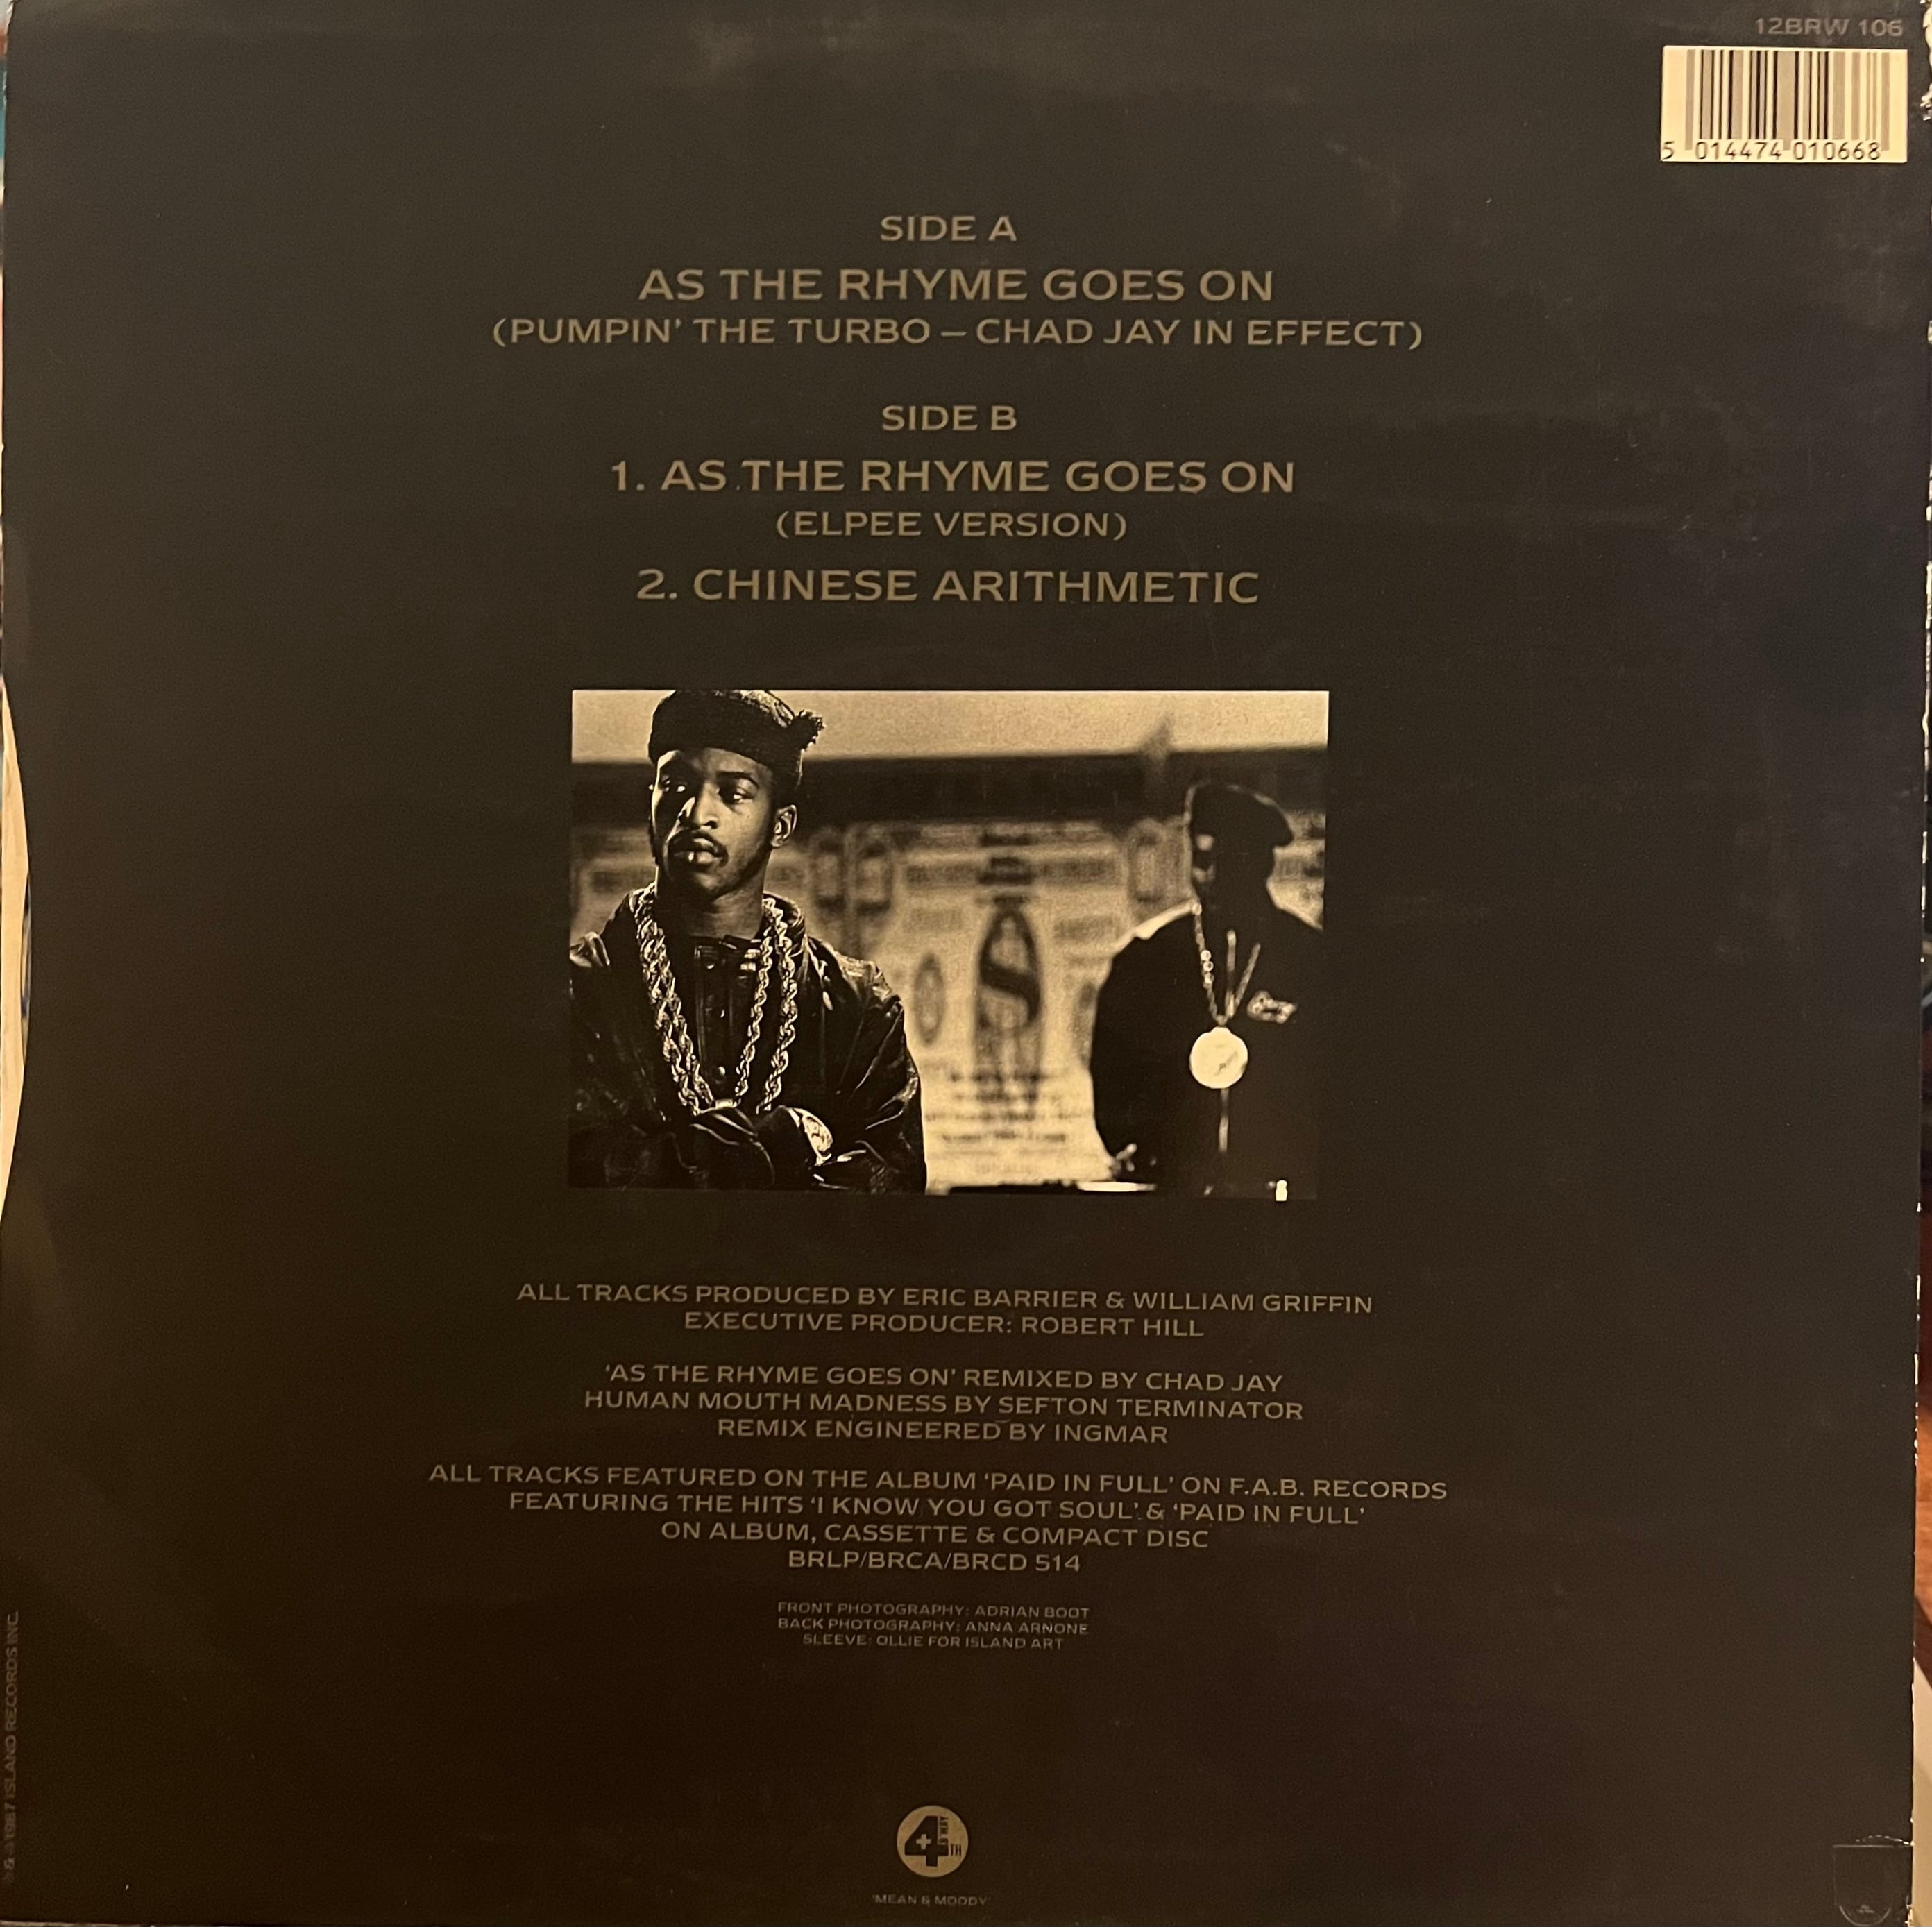 12BRW 106
5 014474 010668
SIDE A
AS THE RHYME GOES ON
(PUMPIN' THE TURBO – CHAD JAY IN EFFECT)
SIDE B
1. AS THE RHYME GOES ON
(ELPEE VERSION)
2. CHINESE ARITHMETIC
ALL TRACKS PRODUCED BY ERIC BARRIER & WILLIAM GRIFFIN
EXECUTIVE PRODUCER: ROBERT HILL
'AS THE RHYME GOES ON' REMIXED BY CHAD JAY
HUMAN MOUTH MADNESS BY SEFTON TERMINATOR
REMIX ENGINEERED BY INGMAR
ALL TRACKS FEATURED ON THE ALBUM 'PAID IN FULL' ON F.A.B. RECORDS
FEATURING THE HITS 'I KNOW YOU GOT SOUL' & 'PAID IN FULL'
ON ALBUM, CASSETTE & COMPACT DISC
BRLP/BRCA/BRCD 514
FRONT PHOTOGRAPHY: ADRIAN BOOT
BACK PHOTOGRAPHY: ANNA ARNONE
SLEEVE: OLLIE FOR ISLAND ART
& 1987 ISLAND RECORDS INC.
4TH + B'WAY
'MEAN & MOODY'